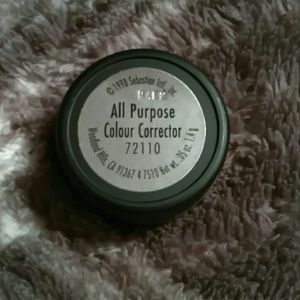 ©1998 Sebastian Intl., Inc.
All Purpose
Colour Corrector
72110
Woodland Hills, CA 91367 47510 Net wt. .05 oz. 1.4 g